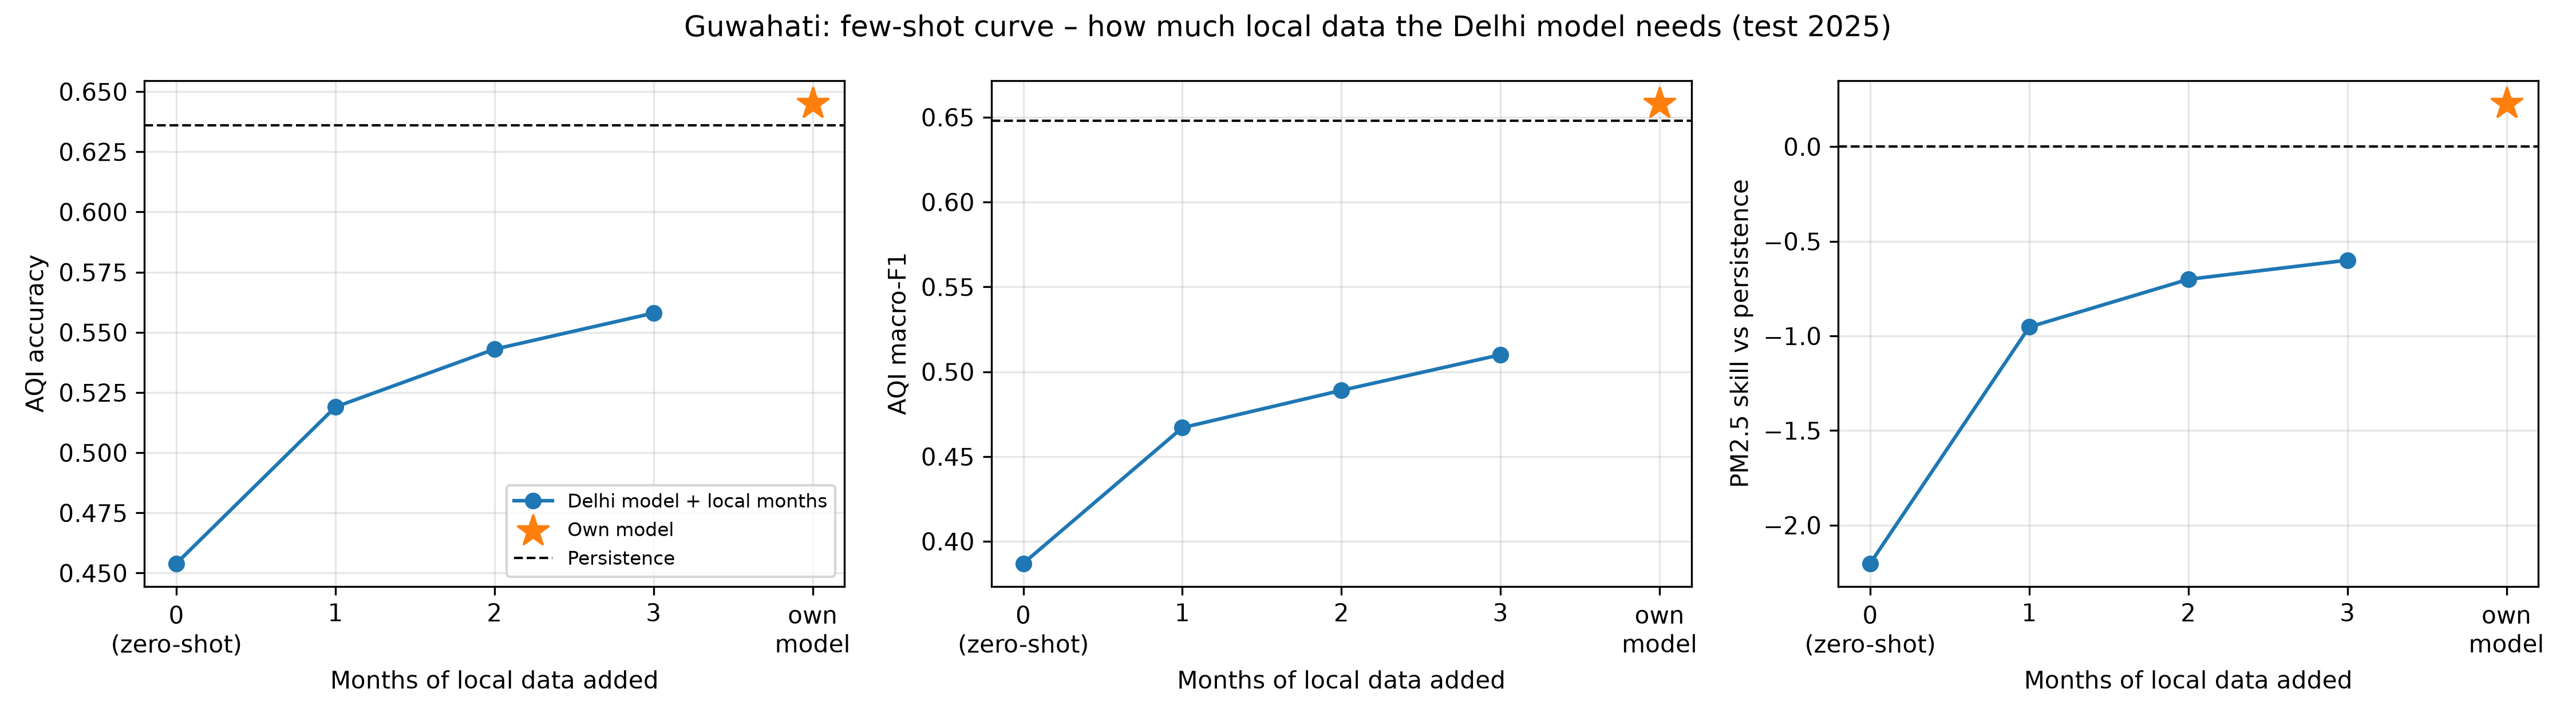 Guwahati: few-shot curve – how much local data the Delhi model needs (test 2025)
AQI accuracy
0.650
0.625
0.600
0.575
0.550
0.525
0.500
0.475
0.450
Delhi model + local months
Own model
Persistence
0
(zero-shot)
1
2
3
own
model
Months of local data added
AQI macro-F1
0.65
0.60
0.55
0.50
0.45
0.40
0
(zero-shot)
1
2
3
own
model
Months of local data added
PM2.5 skill vs persistence
0.0
−0.5
−1.0
−1.5
−2.0
0
(zero-shot)
1
2
3
own
model
Months of local data added